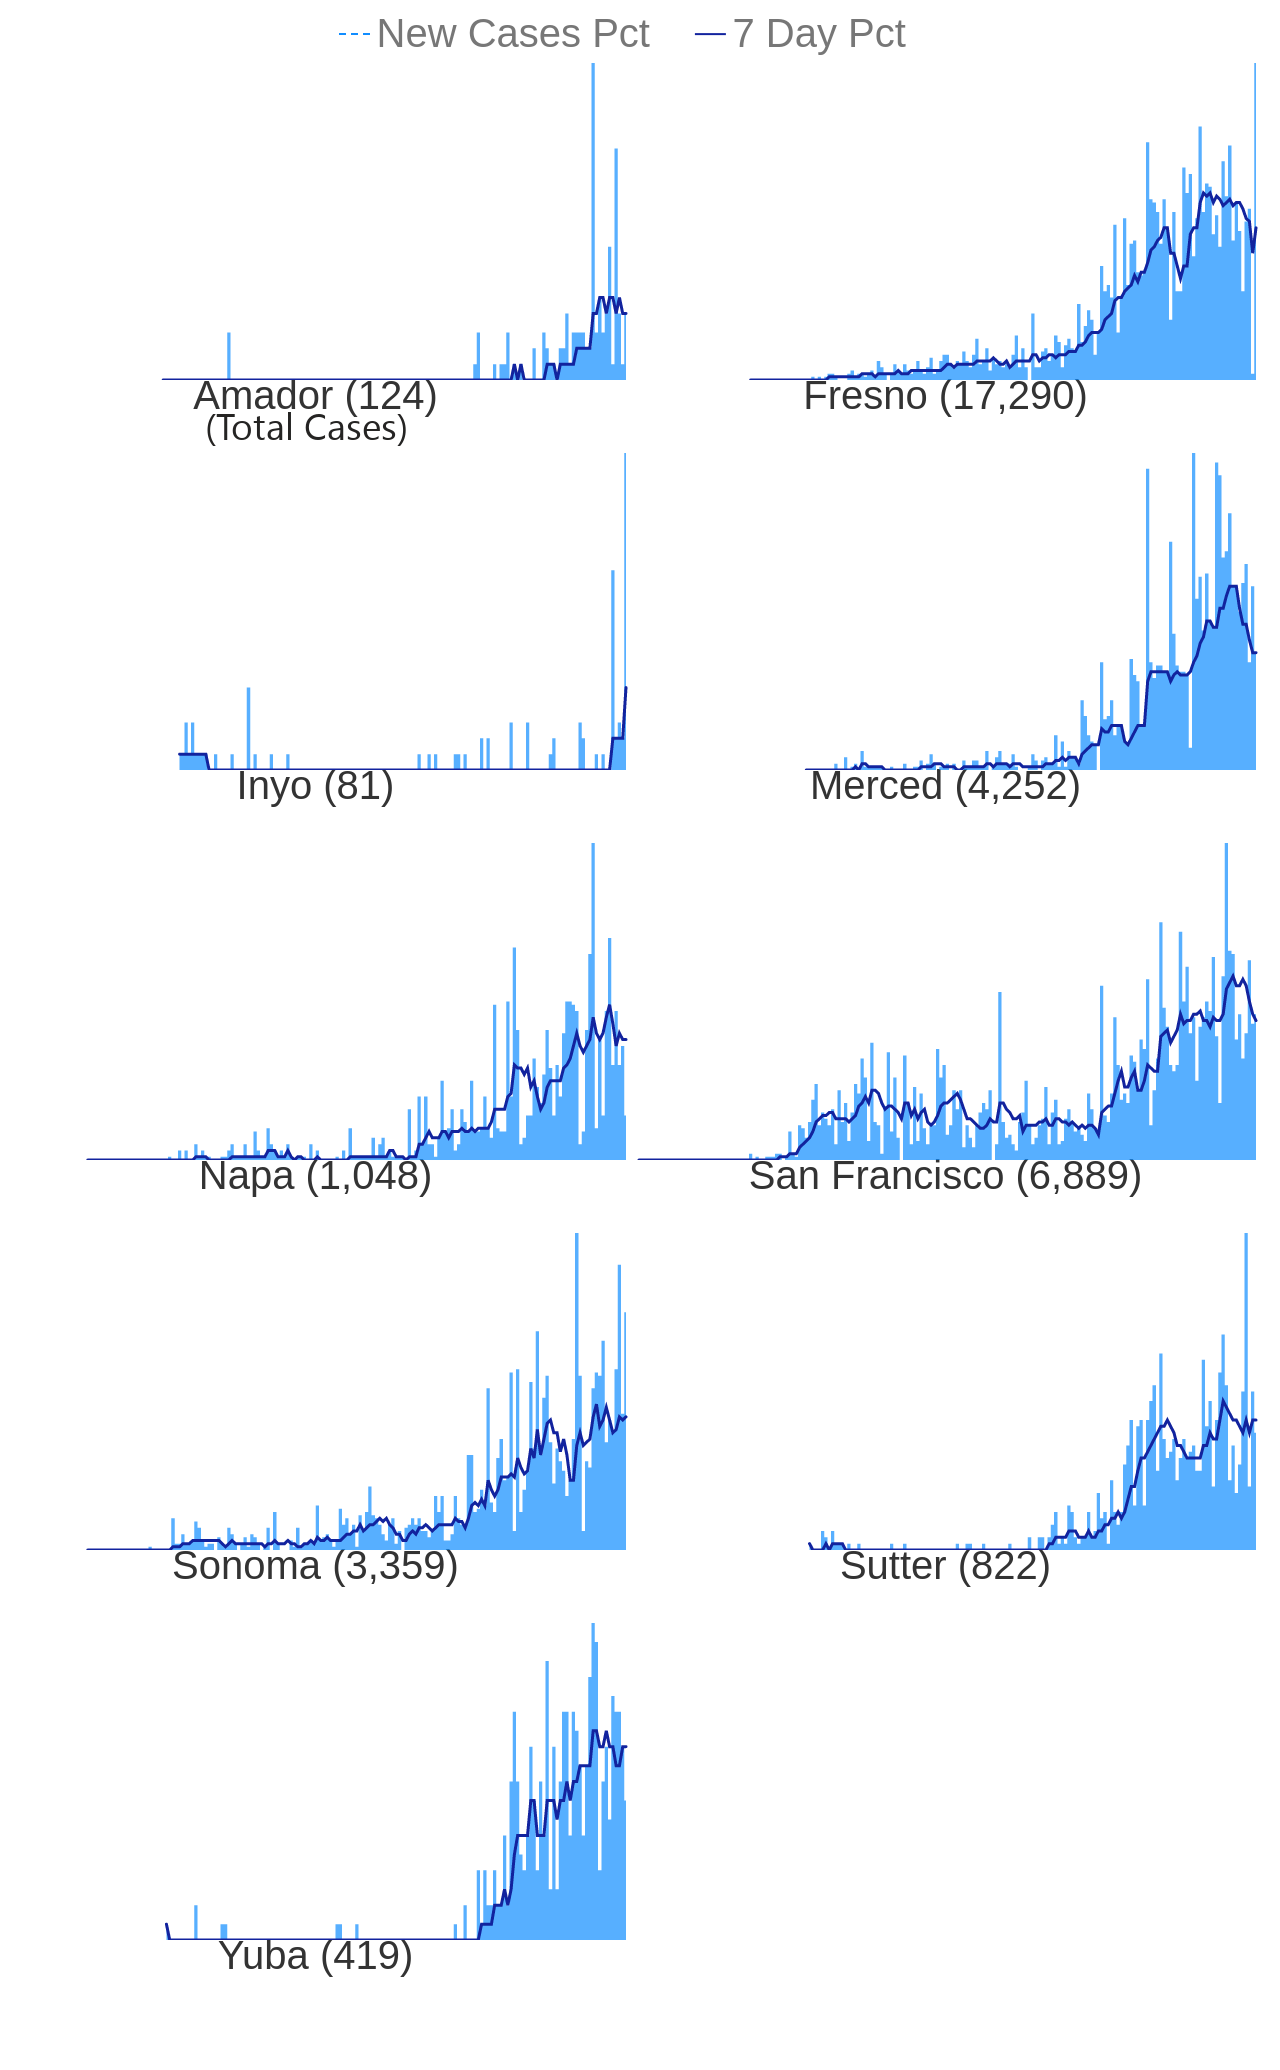 New Cases Pct 7 Day Pct
Amador (124) Fresno (17,290)
(Total Cases)
Inyo (81) Merced (4,252)
Napa (1,048) San Francisco (6,889)
Sonoma (3,359) Sutter (822)
Yuba (419)